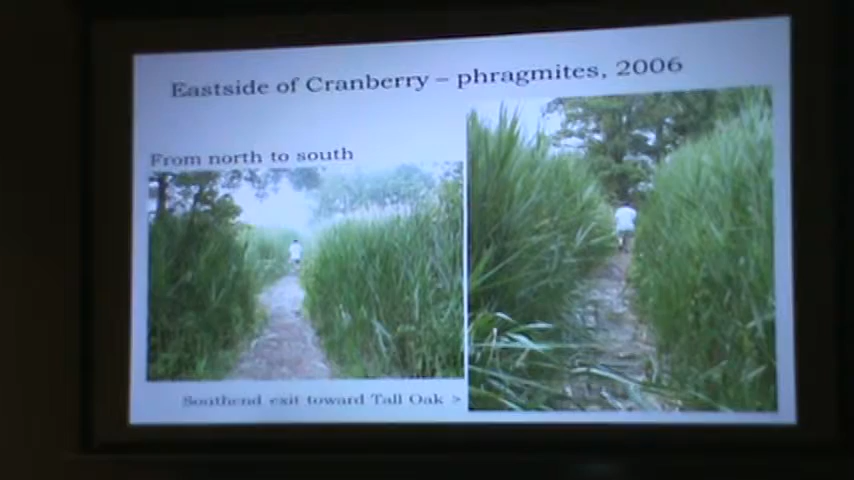 Eastside of Cranberry – phragmites, 2006
From north to south
Southend exit toward Tall Oak >